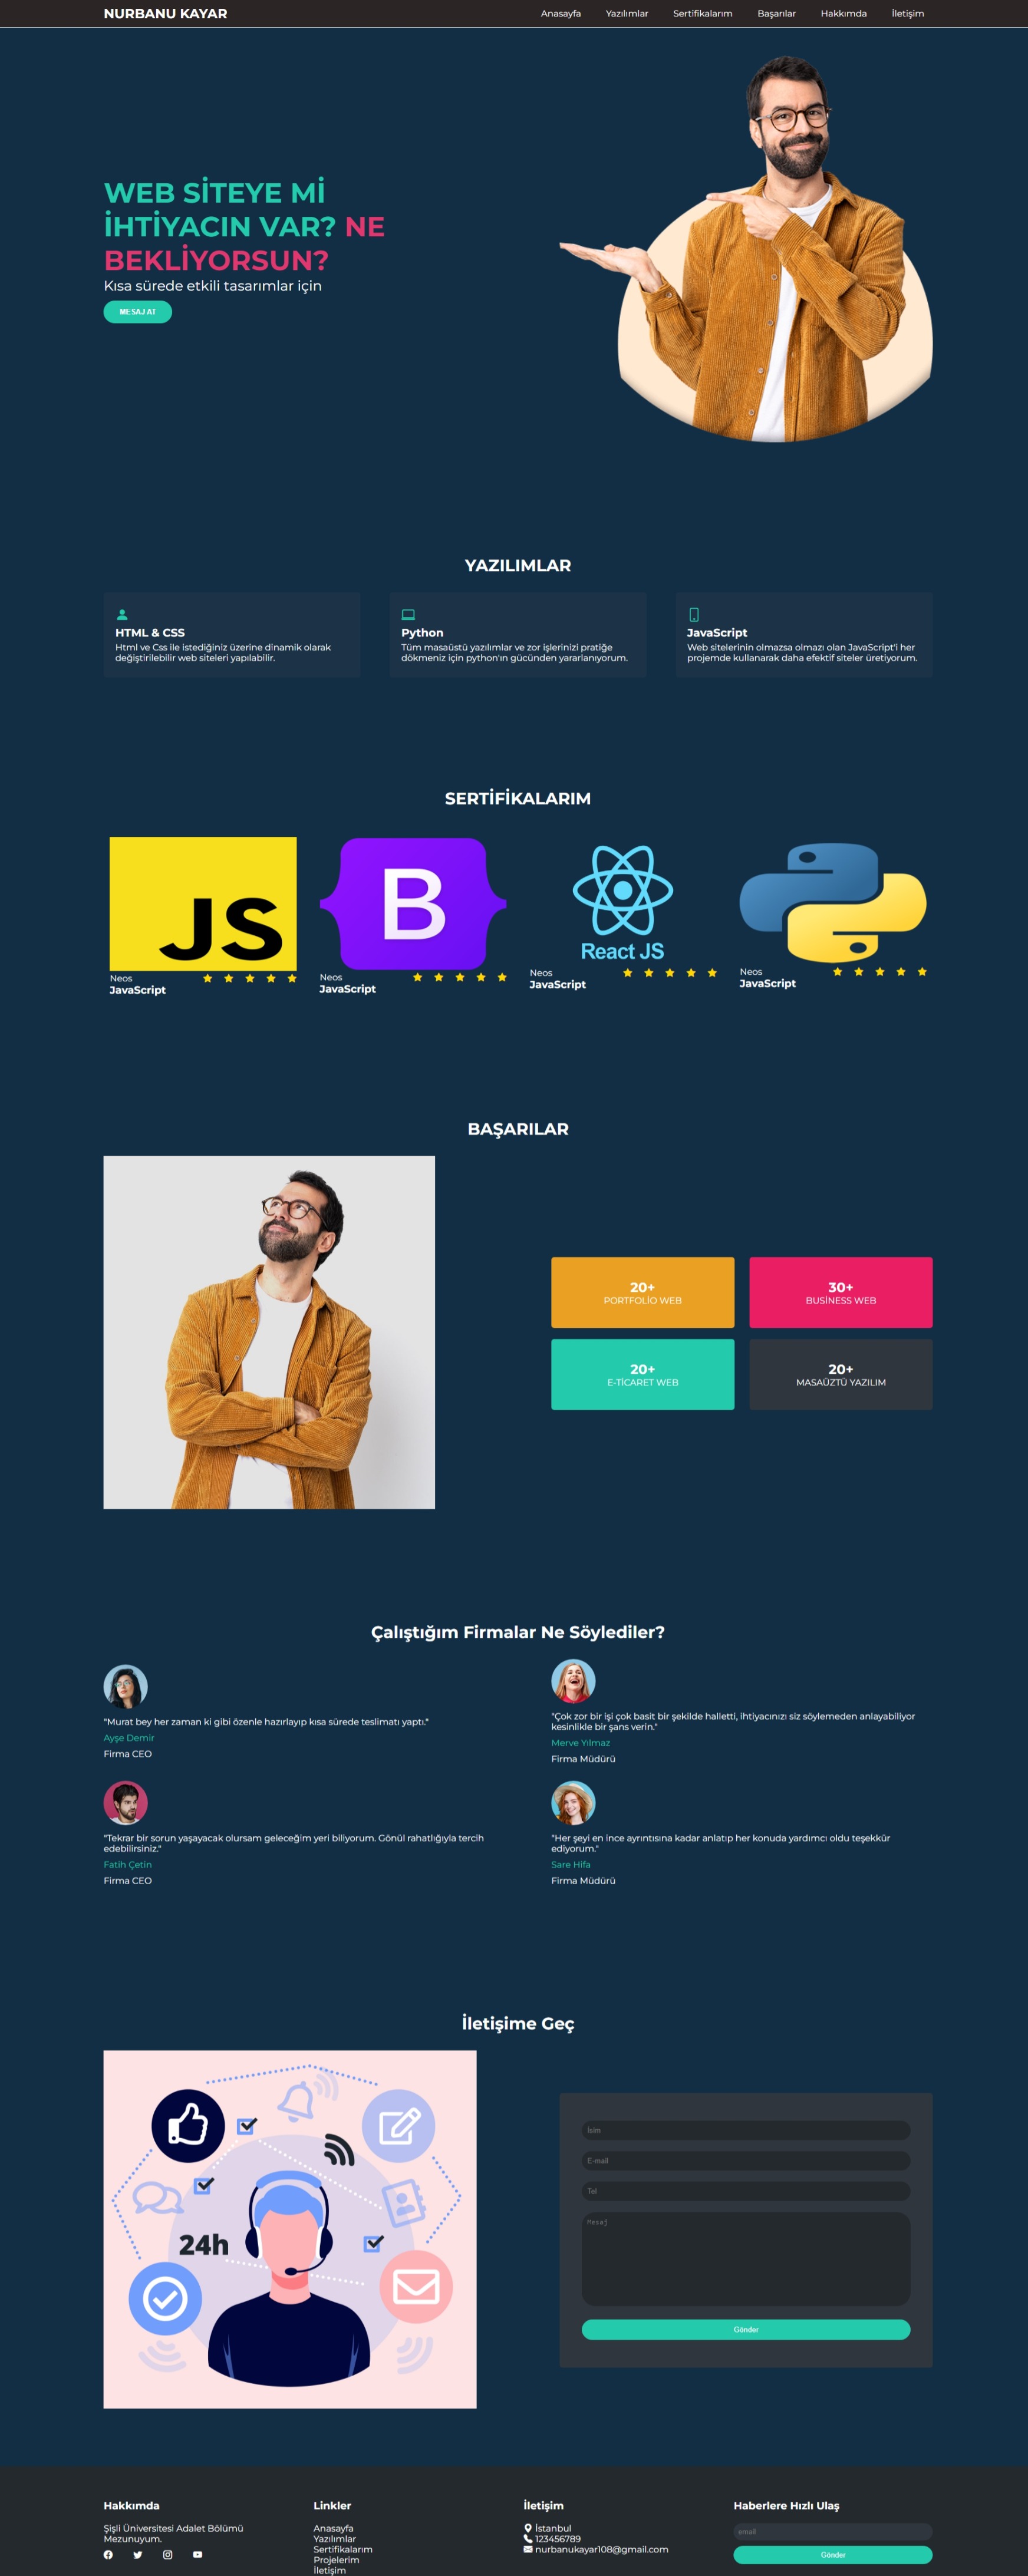 NURBANU KAYAR
Anasayfa Yazılımlar Sertifikalarım Başarılar Hakkımda İletişim
WEB SİTEYE Mİ
İHTİYACIN VAR? NE
BEKLİYORSUN?
Kısa sürede etkili tasarımlar için
MESAJ AT
YAZILIMLAR
HTML & CSS
Html ve Css ile istediğiniz üzerine dinamik olarak
değiştirilebilir web siteleri yapılabilir.
Python
Tüm masaüstü yazılımlar ve zor işlerinizi pratiğe
dökmeniz için python'ın gücünden yararlanıyorum.
JavaScript
Web sitelerinin olmazsa olmazı olan JavaScript'i her
projemde kullanarak daha efektif siteler üretiyorum.
SERTİFİKALARIM
JS
Neos
JavaScript
B
Neos
JavaScript
React JS
Neos
JavaScript
Neos
JavaScript
BAŞARILAR
20+
PORTFOLİO WEB
30+
BUSİNESS WEB
20+
E-TİCARET WEB
20+
MASAÜZTÜ YAZILIM
Çalıştığım Firmalar Ne Söylediler?
"Murat bey her zaman ki gibi özenle hazırlayıp kısa sürede teslimatı yaptı."
Ayşe Demir
Firma CEO
"Çok zor bir işi çok basit bir şekilde halletti, ihtiyacınızı siz söylemeden anlayabiliyor
kesinlikle bir şans verin."
Merve Yılmaz
Firma Müdürü
"Tekrar bir sorun yaşayacak olursam geleceğim yeri biliyorum. Gönül rahatlığıyla tercih
edebilirsiniz."
Fatih Çetin
Firma CEO
"Her şeyi en ince ayrıntısına kadar anlatıp her konuda yardımcı oldu teşekkür
ediyorum."
Sare Hifa
Firma Müdürü
İletişime Geç
24h
İsim
E-mail
Tel
Mesaj
Gönder
Hakkımda
Şişli Üniversitesi Adalet Bölümü
Mezunuyum.
Linkler
Anasayfa
Yazılımlar
Sertifikalarım
Projelerim
İletişim
İletişim
İstanbul
123456789
nurbanukayar108@gmail.com
Haberlere Hızlı Ulaş
email
Gönder